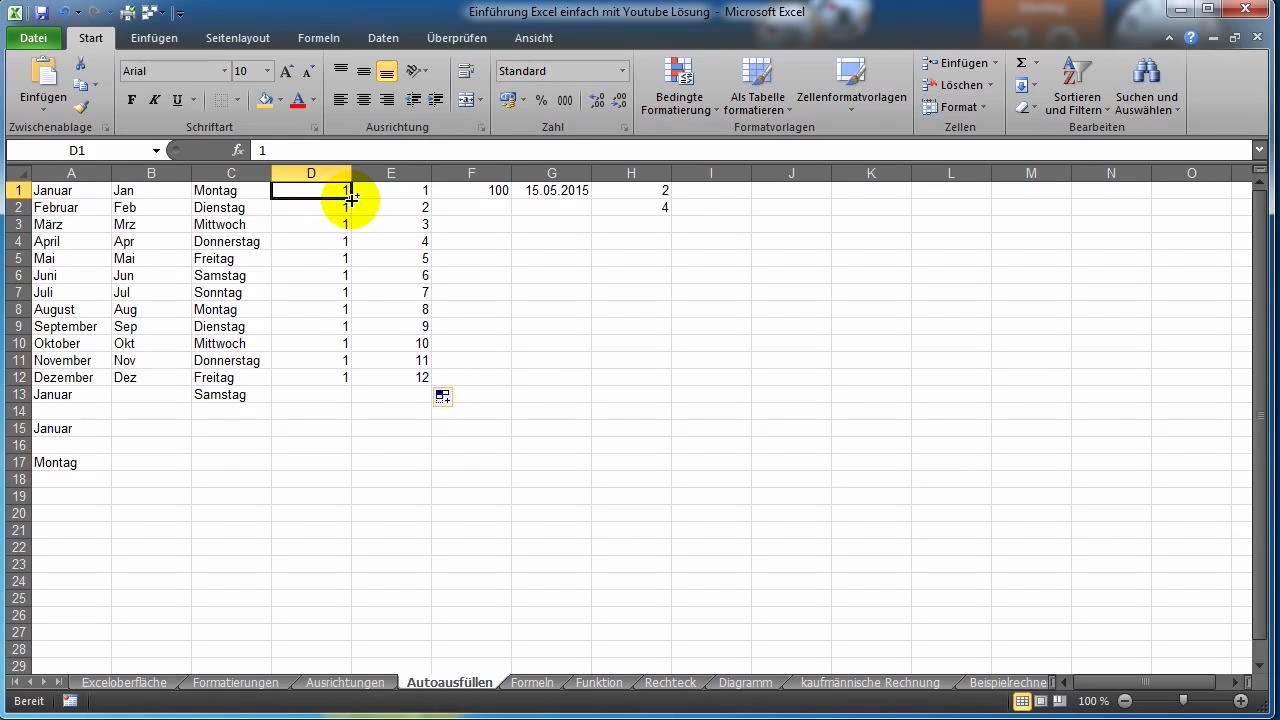 Einführung Excel einfach mit Youtube Lösung - Microsoft Excel
Datei Start Einfügen Seitenlayout Formeln Daten Überprüfen Ansicht
Einfügen
Zwischenablage
Arial 10
F K U
Schriftart
Ausrichtung
Standard
% 000
Zahl
Bedingte Formatierung
Als Tabelle formatieren
Zellenformatvorlagen
Formatvorlagen
Einfügen
Löschen
Format
Zellen
Sortieren und Filtern
Suchen und Auswählen
Bearbeiten
D1 fx 1
A B C D E F G H I J K L M N O
1 Januar Jan Montag 1 1 100 15.05.2015 2
2 Februar Feb Dienstag 1 2 4
3 März Mrz Mittwoch 1 3
4 April Apr Donnerstag 1 4
5 Mai Mai Freitag 1 5
6 Juni Jun Samstag 1 6
7 Juli Jul Sonntag 1 7
8 August Aug Montag 1 8
9 September Sep Dienstag 1 9
10 Oktober Okt Mittwoch 1 10
11 November Nov Donnerstag 1 11
12 Dezember Dez Freitag 1 12
13 Januar Samstag
14
15 Januar
16
17 Montag
18
19
20
21
22
23
24
25
26
27
28
29
Exceloberfläche Formatierungen Ausrichtungen Autoausfüllen Formeln Funktion Rechteck Diagramm kaufmännische Rechnung Beispielrechne
Bereit 100 %